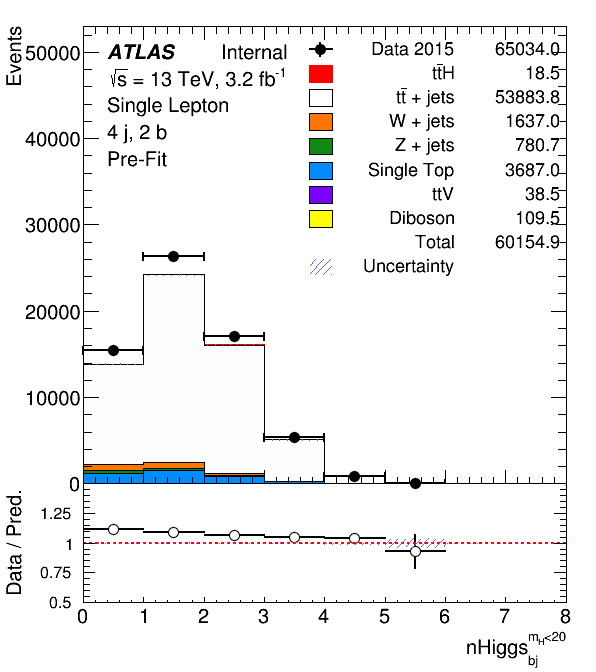 Events
50000
40000
30000
20000
10000
0
ATLAS Internal
√s = 13 TeV, 3.2 fb⁻¹
Single Lepton
4 j, 2 b
Pre-Fit
Data 2015 65034.0
tt̄H 18.5
tt̄ + jets 53883.8
W + jets 1637.0
Z + jets 780.7
Single Top 3687.0
ttV 38.5
Diboson 109.5
Total 60154.9
Uncertainty
Data / Pred.
1.25
1
0.75
0.5
0 1 2 3 4 5 6 7 8
nHiggs_bj^{m_H<20}